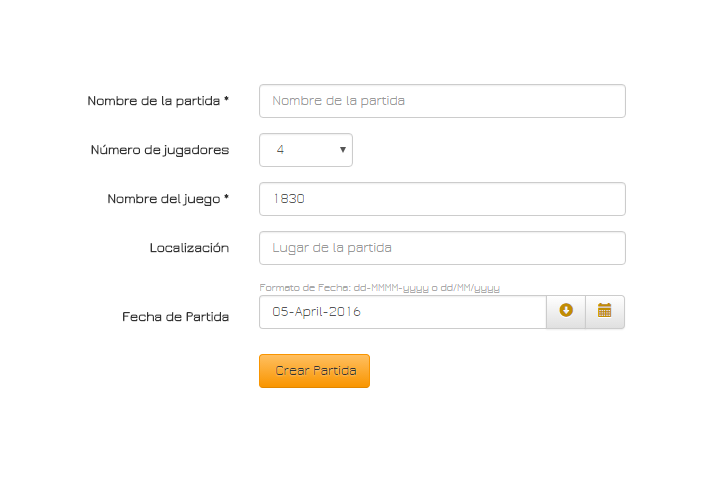 Nombre de la partida * Nombre de la partida
Número de jugadores 4
Nombre del juego * 1830
Localización Lugar de la partida
Formato de Fecha: dd-MMMM-yyyy o dd/MM/yyyy
Fecha de Partida 05-April-2016
Crear Partida